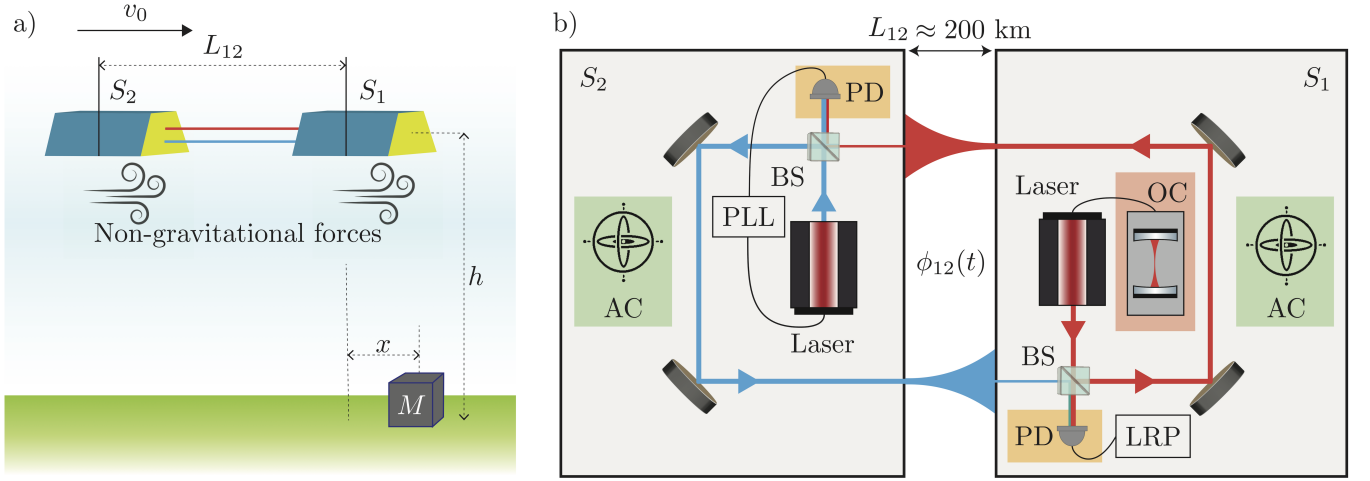 a)
v₀
L₁₂
S₂
S₁
Non-gravitational forces
h
x
M
b)
L₁₂ ≈ 200 km
S₂
S₁
PD
BS
PLL
Laser
AC
ϕ₁₂(t)
Laser
OC
AC
BS
PD
LRP